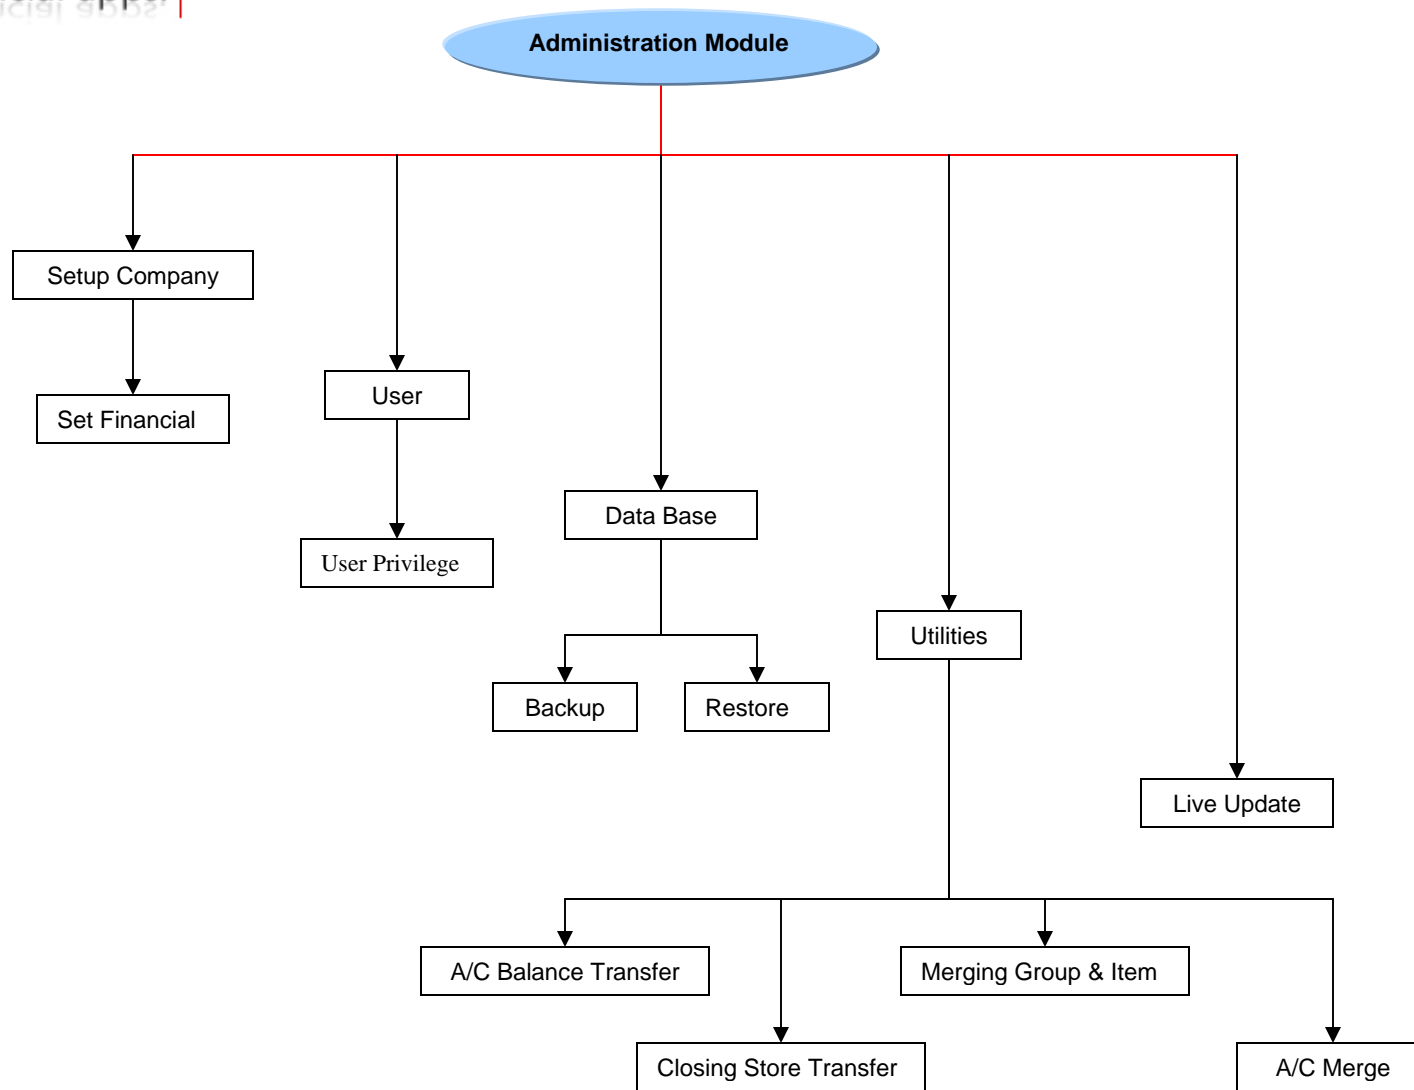 Administration Module
Setup Company
User
Set Financial
Data Base
User Privilege
Utilities
Backup
Restore
Live Update
A/C Balance Transfer
Merging Group & Item
Closing Store Transfer
A/C Merge